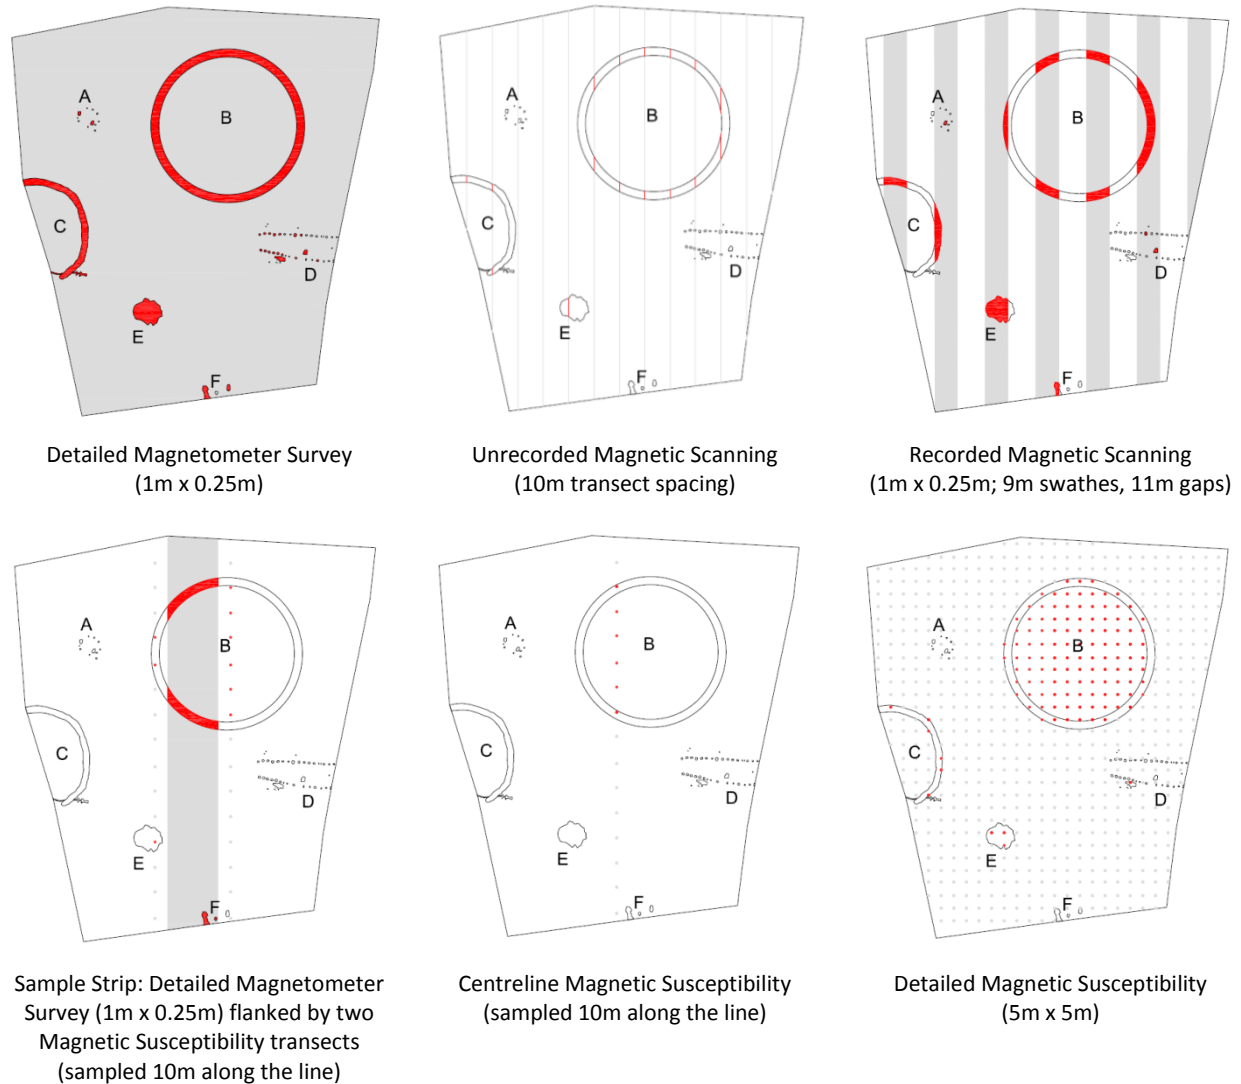 A
B
C
D
E
F
Detailed Magnetometer Survey
(1m x 0.25m)
A
B
C
D
E
F
Unrecorded Magnetic Scanning
(10m transect spacing)
A
B
C
D
E
F
Recorded Magnetic Scanning
(1m x 0.25m; 9m swathes, 11m gaps)
A
B
C
D
E
F
Sample Strip: Detailed Magnetometer
Survey (1m x 0.25m) flanked by two
Magnetic Susceptibility transects
(sampled 10m along the line)
A
B
C
D
E
F
Centreline Magnetic Susceptibility
(sampled 10m along the line)
A
B
C
D
E
F
Detailed Magnetic Susceptibility
(5m x 5m)